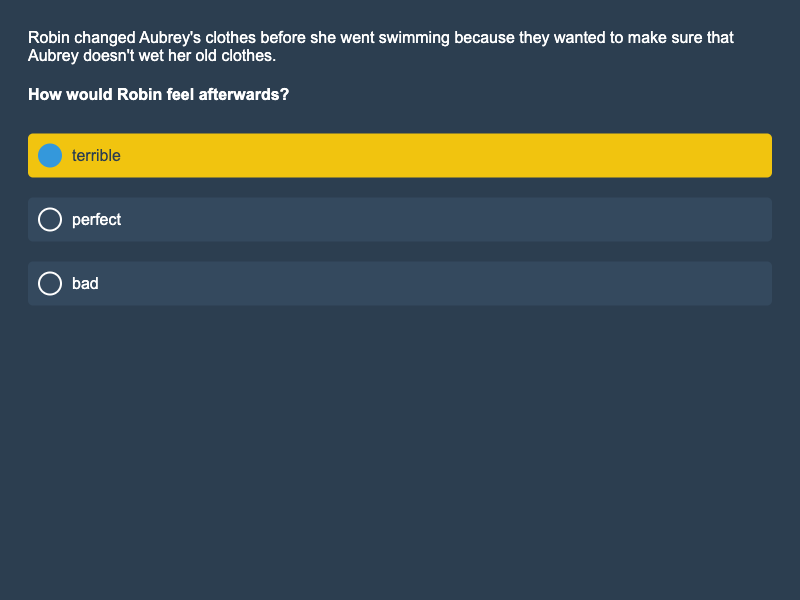 Robin changed Aubrey's clothes before she went swimming because they wanted to make sure that
Aubrey doesn't wet her old clothes.
How would Robin feel afterwards?
terrible
perfect
bad